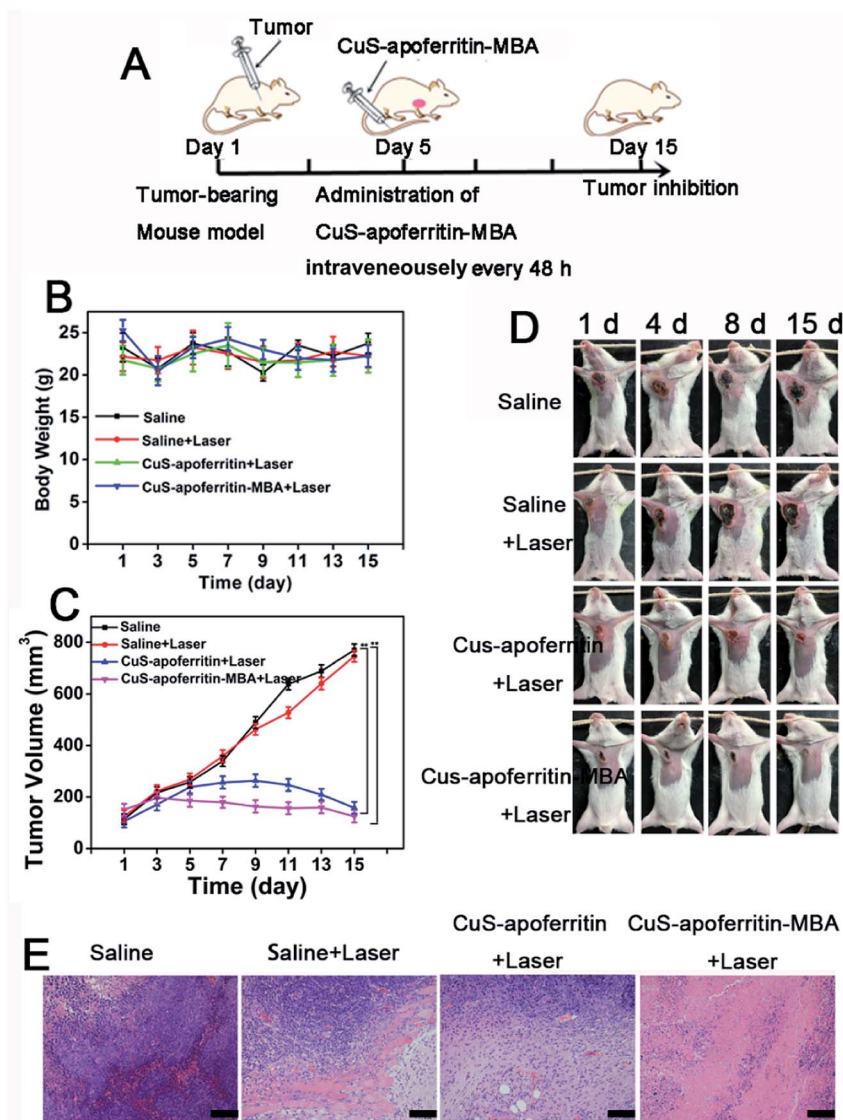 A
Tumor
CuS-apoferritin-MBA
Day 1
Day 5
Day 15
Tumor-bearing
Mouse model
Administration of
CuS-apoferritin-MBA
intraveneousely every 48 h
Tumor inhibition
B
Body Weight (g)
25
20
15
10
5
0
Saline
Saline+Laser
CuS-apoferritin+Laser
CuS-apoferritin-MBA+Laser
1 3 5 7 9 11 13 15
Time (day)
C
Tumor Volume (mm3)
800
600
400
200
0
Saline
Saline+Laser
CuS-apoferritin+Laser
CuS-apoferritin-MBA+Laser
** **
1 3 5 7 9 11 13 15
Time (day)
D
1 d 4 d 8 d 15 d
Saline
Saline
+Laser
Cus-apoferritin
+Laser
Cus-apoferritin-MBA
+Laser
E
Saline
Saline+Laser
CuS-apoferritin
+Laser
CuS-apoferritin-MBA
+Laser